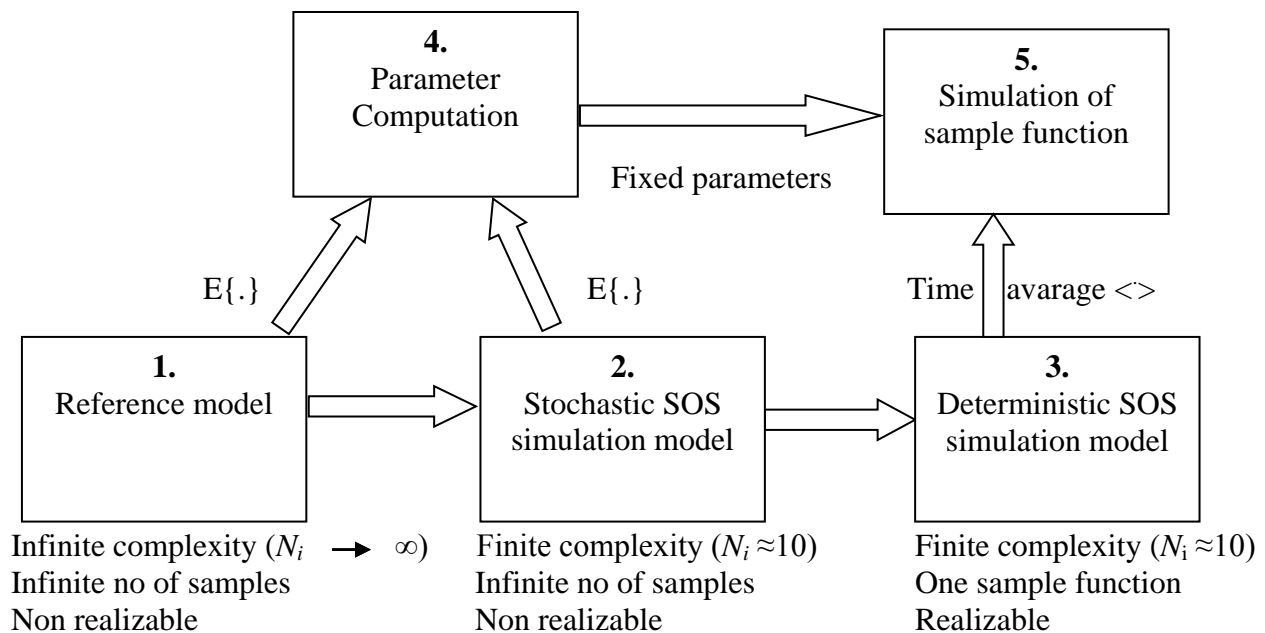 4.
Parameter
Computation
5.
Simulation of
sample function
Fixed parameters
E{.}
E{.}
Time avarage <·>
1.
Reference model
2.
Stochastic SOS
simulation model
3.
Deterministic SOS
simulation model
Infinite complexity (Nᵢ → ∞)
Infinite no of samples
Non realizable
Finite complexity (Nᵢ ≈10)
Infinite no of samples
Non realizable
Finite complexity (Nᵢ ≈10)
One sample function
Realizable